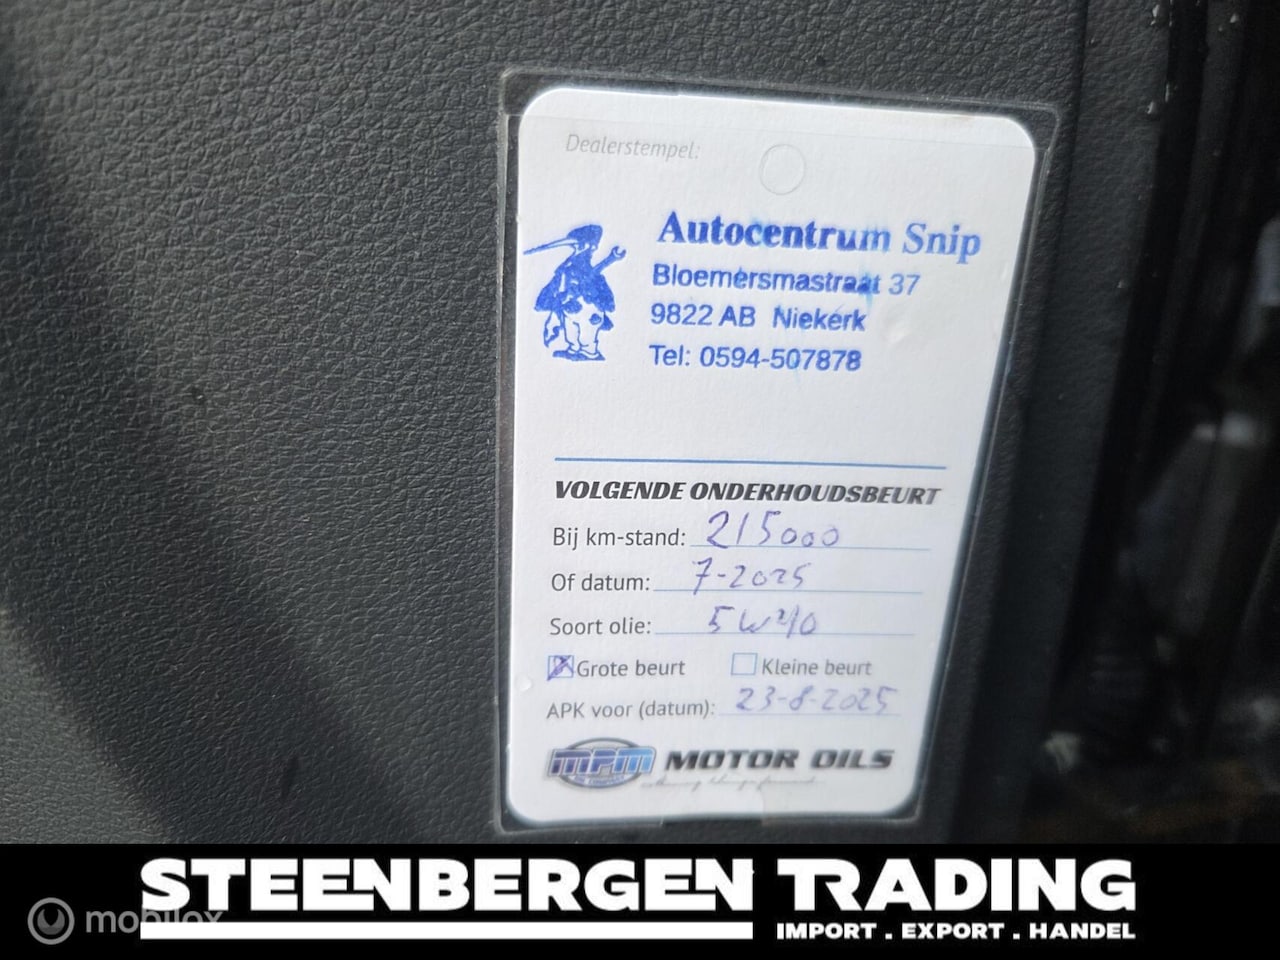 Dealerstempel:
Autocentrum Snip
Bloemersmastraat 37
9822 AB Niekerk
Tel: 0594-507878
VOLGENDE ONDERHOUDSBEURT
Bij km-stand: 215000
Of datum: 7-2025
Soort olie: 5W40
Grote beurt Kleine beurt
APK voor (datum): 23-8-2025
MPM MOTOR OILS
STEENBERGEN TRADING
mobilox
IMPORT . EXPORT . HANDEL